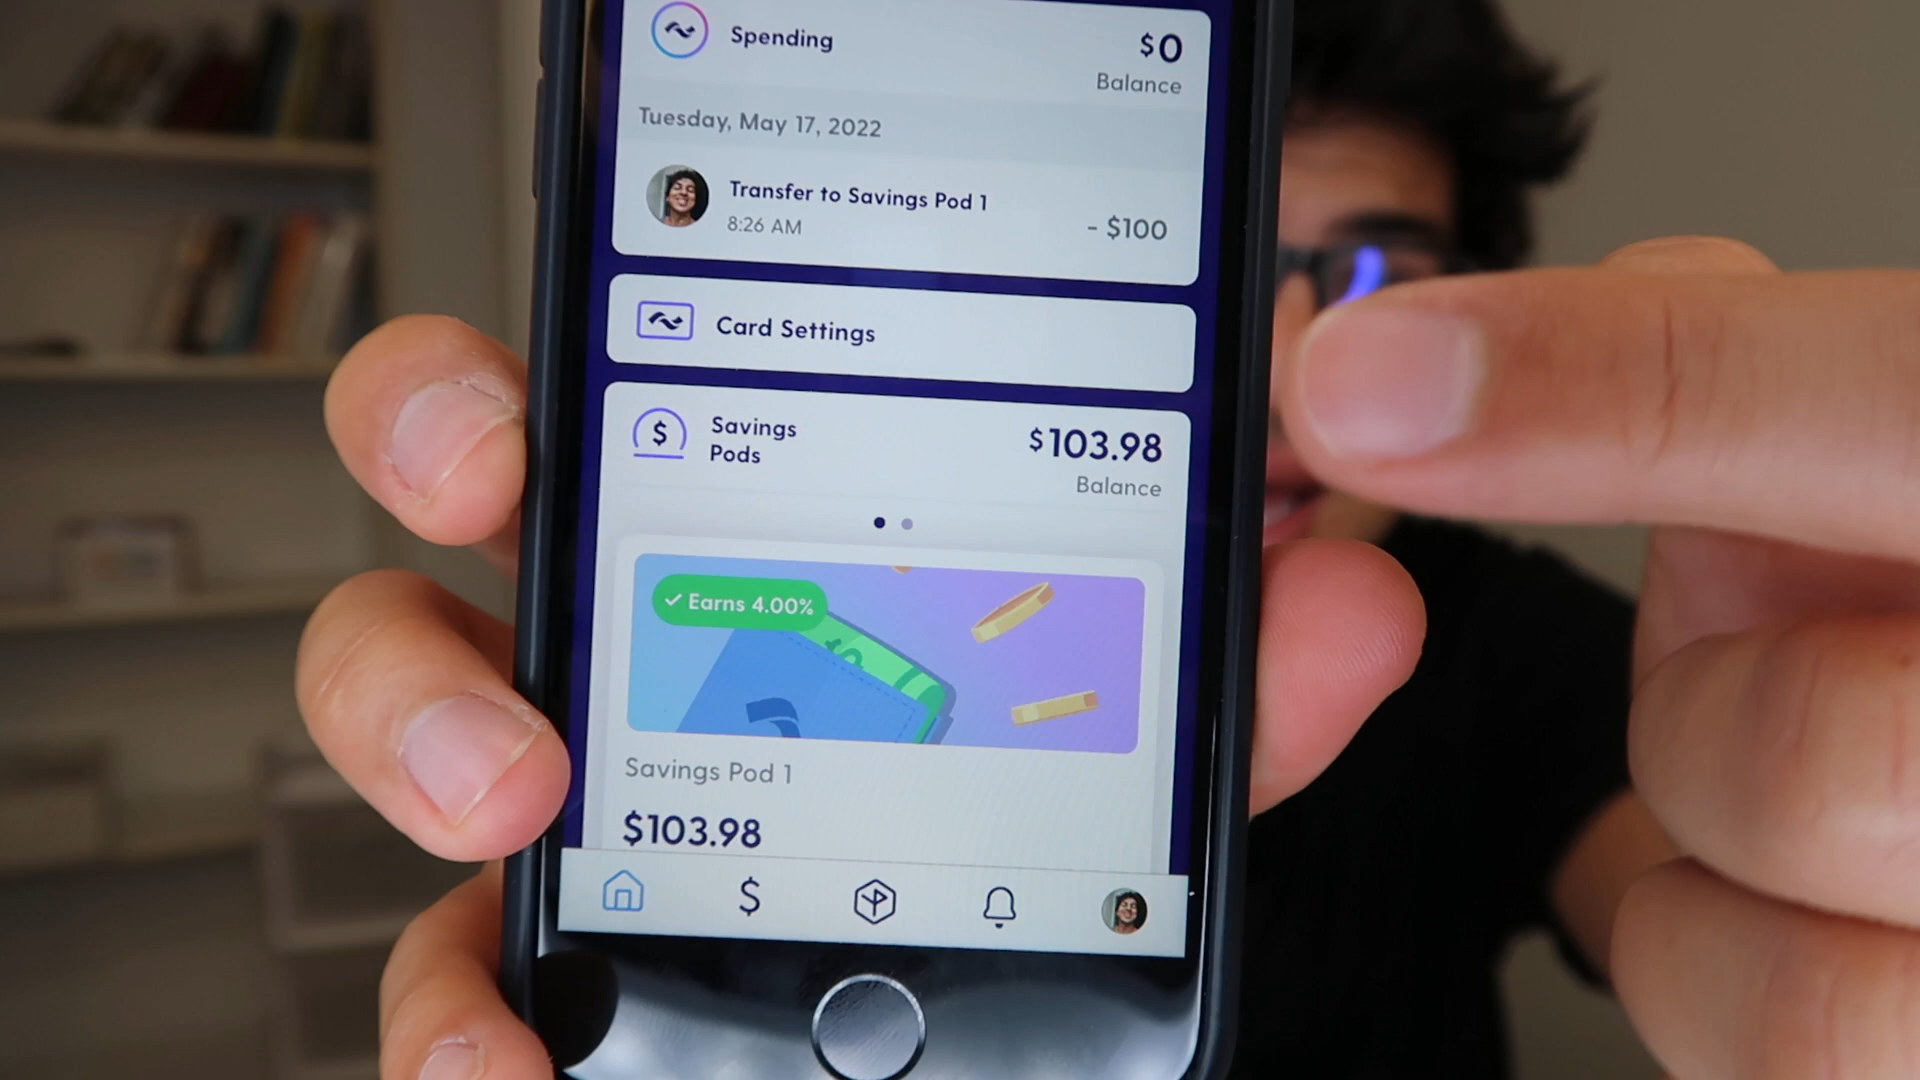 Spending
$0
Balance
Tuesday, May 17, 2022
Transfer to Savings Pod 1
8:26 AM
- $100
Card Settings
$
Savings
Pods
$103.98
Balance
✓ Earns 4.00%
$
Savings Pod 1
$103.98
$